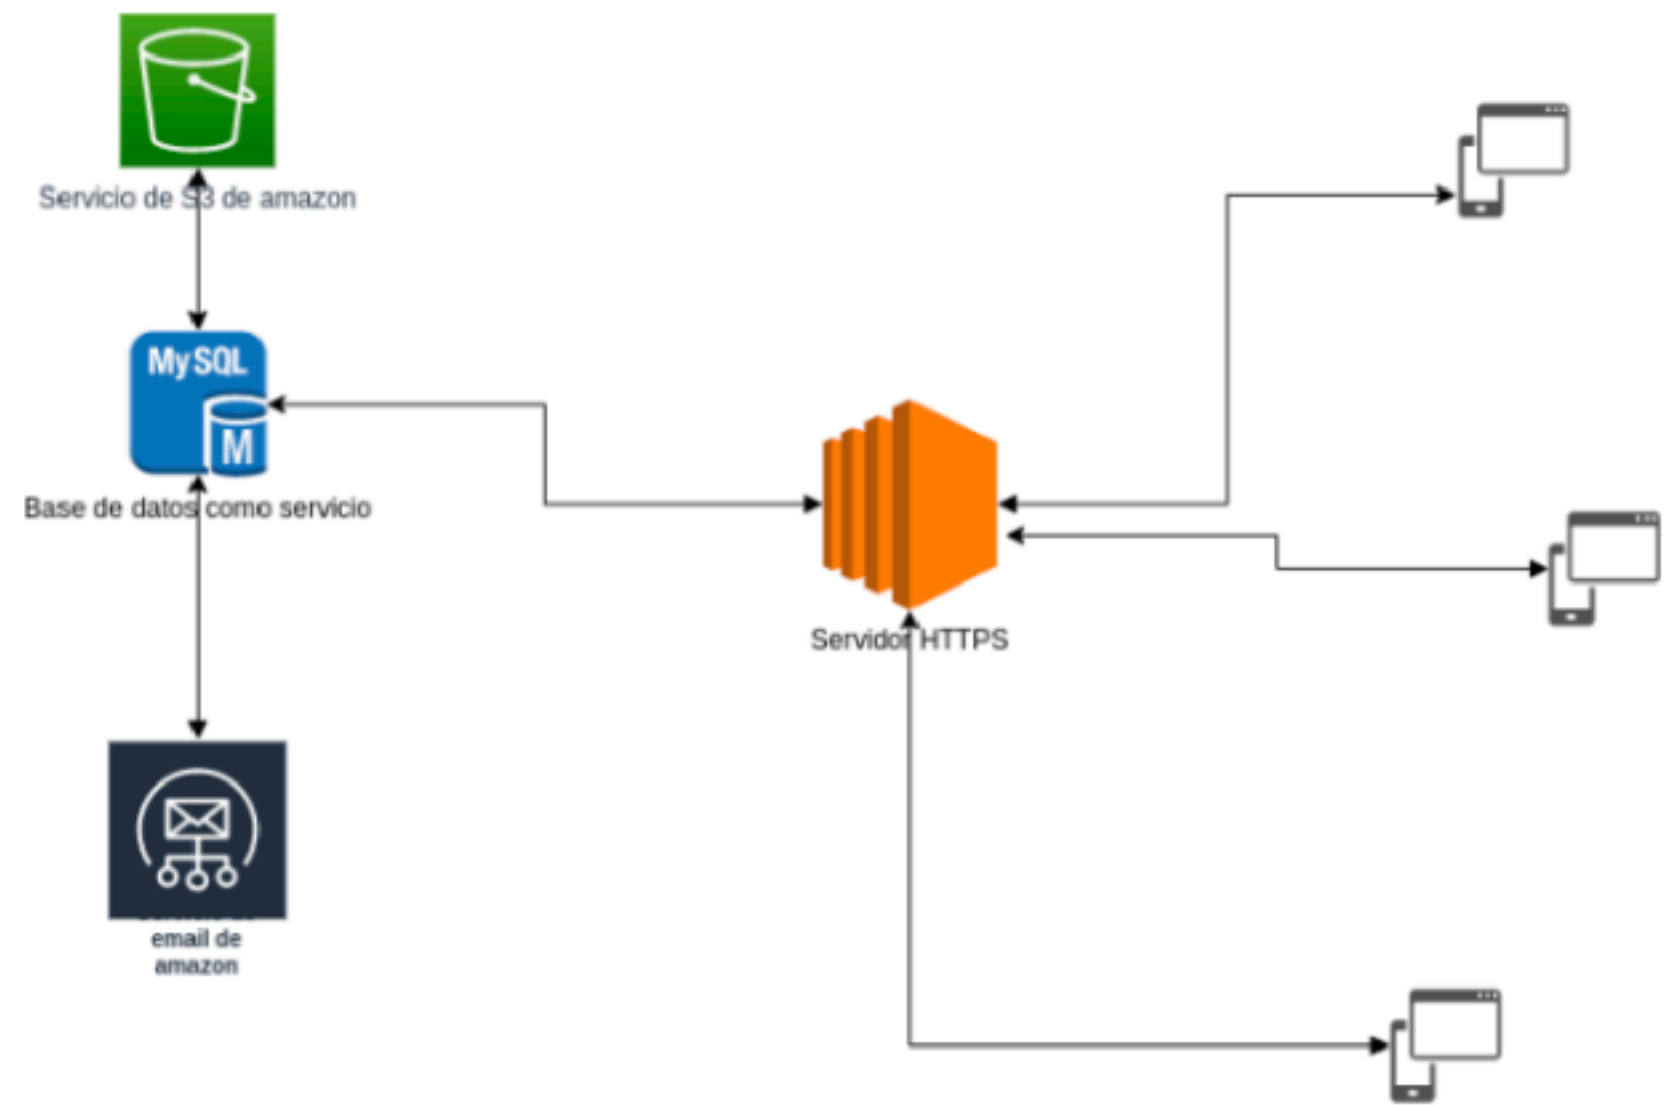 Servicio de S3 de amazon
MySQL
M
Base de datos como servicio
Servidor HTTPS
email de
amazon